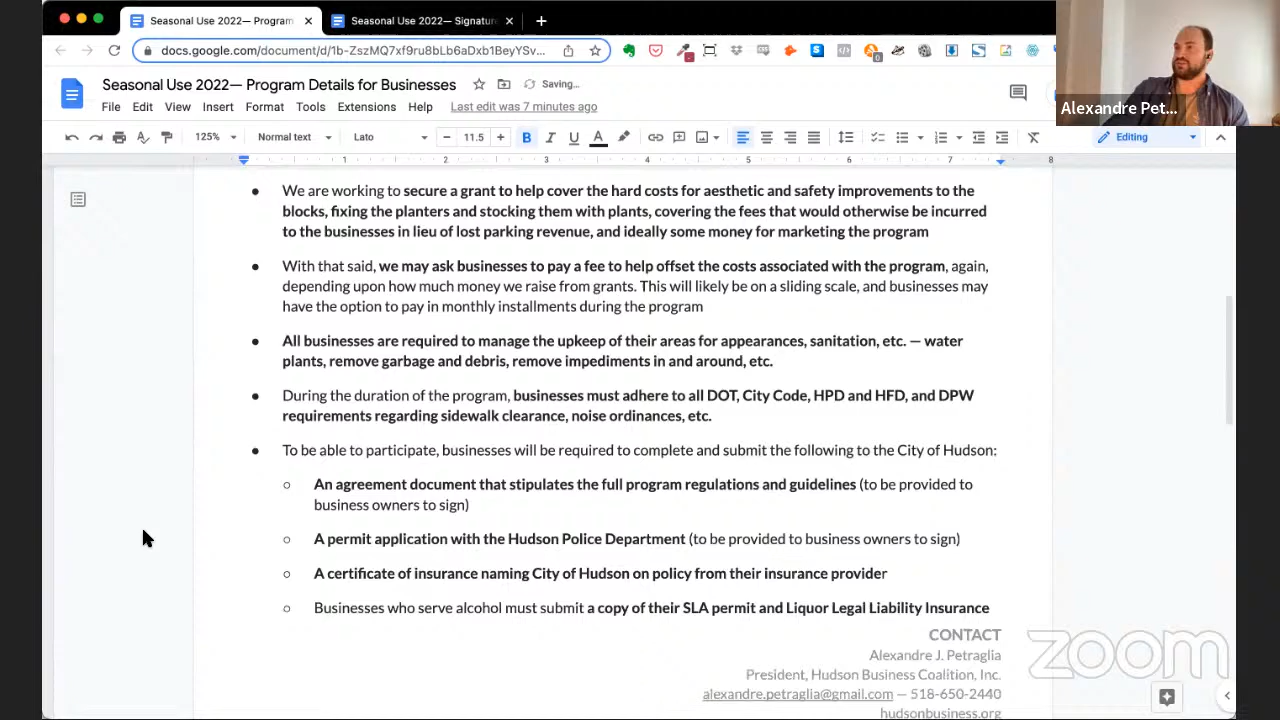 Seasonal Use 2022— Program
Seasonal Use 2022— Signatur
docs.google.com/document/d/1b-ZszMQ7xf9ru8bLb6aDxb1BeyYSv...
Seasonal Use 2022— Program Details for Businesses
Saving...
File Edit View Insert Format Tools Extensions Help Last edit was 7 minutes ago
125% Normal text Lato 11.5 B I U A Editing
1 2 3 4 5 6 7 8
Alexandre Pet...
We are working to secure a grant to help cover the hard costs for aesthetic and safety improvements to the
blocks, fixing the planters and stocking them with plants, covering the fees that would otherwise be incurred
to the businesses in lieu of lost parking revenue, and ideally some money for marketing the program
With that said, we may ask businesses to pay a fee to help offset the costs associated with the program, again,
depending upon how much money we raise from grants. This will likely be on a sliding scale, and businesses may
have the option to pay in monthly installments during the program
All businesses are required to manage the upkeep of their areas for appearances, sanitation, etc. — water
plants, remove garbage and debris, remove impediments in and around, etc.
During the duration of the program, businesses must adhere to all DOT, City Code, HPD and HFD, and DPW
requirements regarding sidewalk clearance, noise ordinances, etc.
To be able to participate, businesses will be required to complete and submit the following to the City of Hudson:
An agreement document that stipulates the full program regulations and guidelines (to be provided to
business owners to sign)
A permit application with the Hudson Police Department (to be provided to business owners to sign)
A certificate of insurance naming City of Hudson on policy from their insurance provider
Businesses who serve alcohol must submit a copy of their SLA permit and Liquor Legal Liability Insurance
CONTACT
Alexandre J. Petraglia
President, Hudson Business Coalition, Inc.
alexandre.petraglia@gmail.com — 518-650-2440
hudsonbusiness.org
zoom